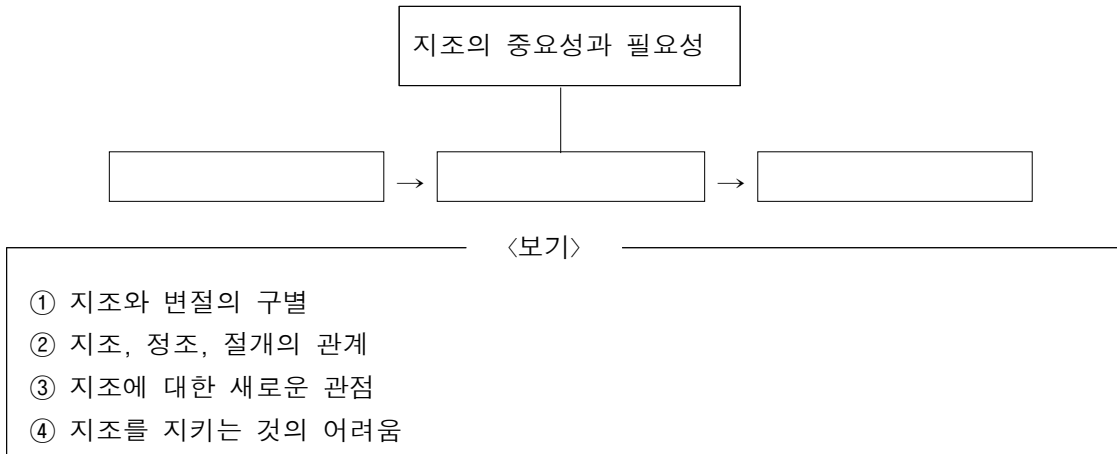 지조의 중요성과 필요성
→ →
〈보기〉
① 지조와 변절의 구별
② 지조, 정조, 절개의 관계
③ 지조에 대한 새로운 관점
④ 지조를 지키는 것의 어려움